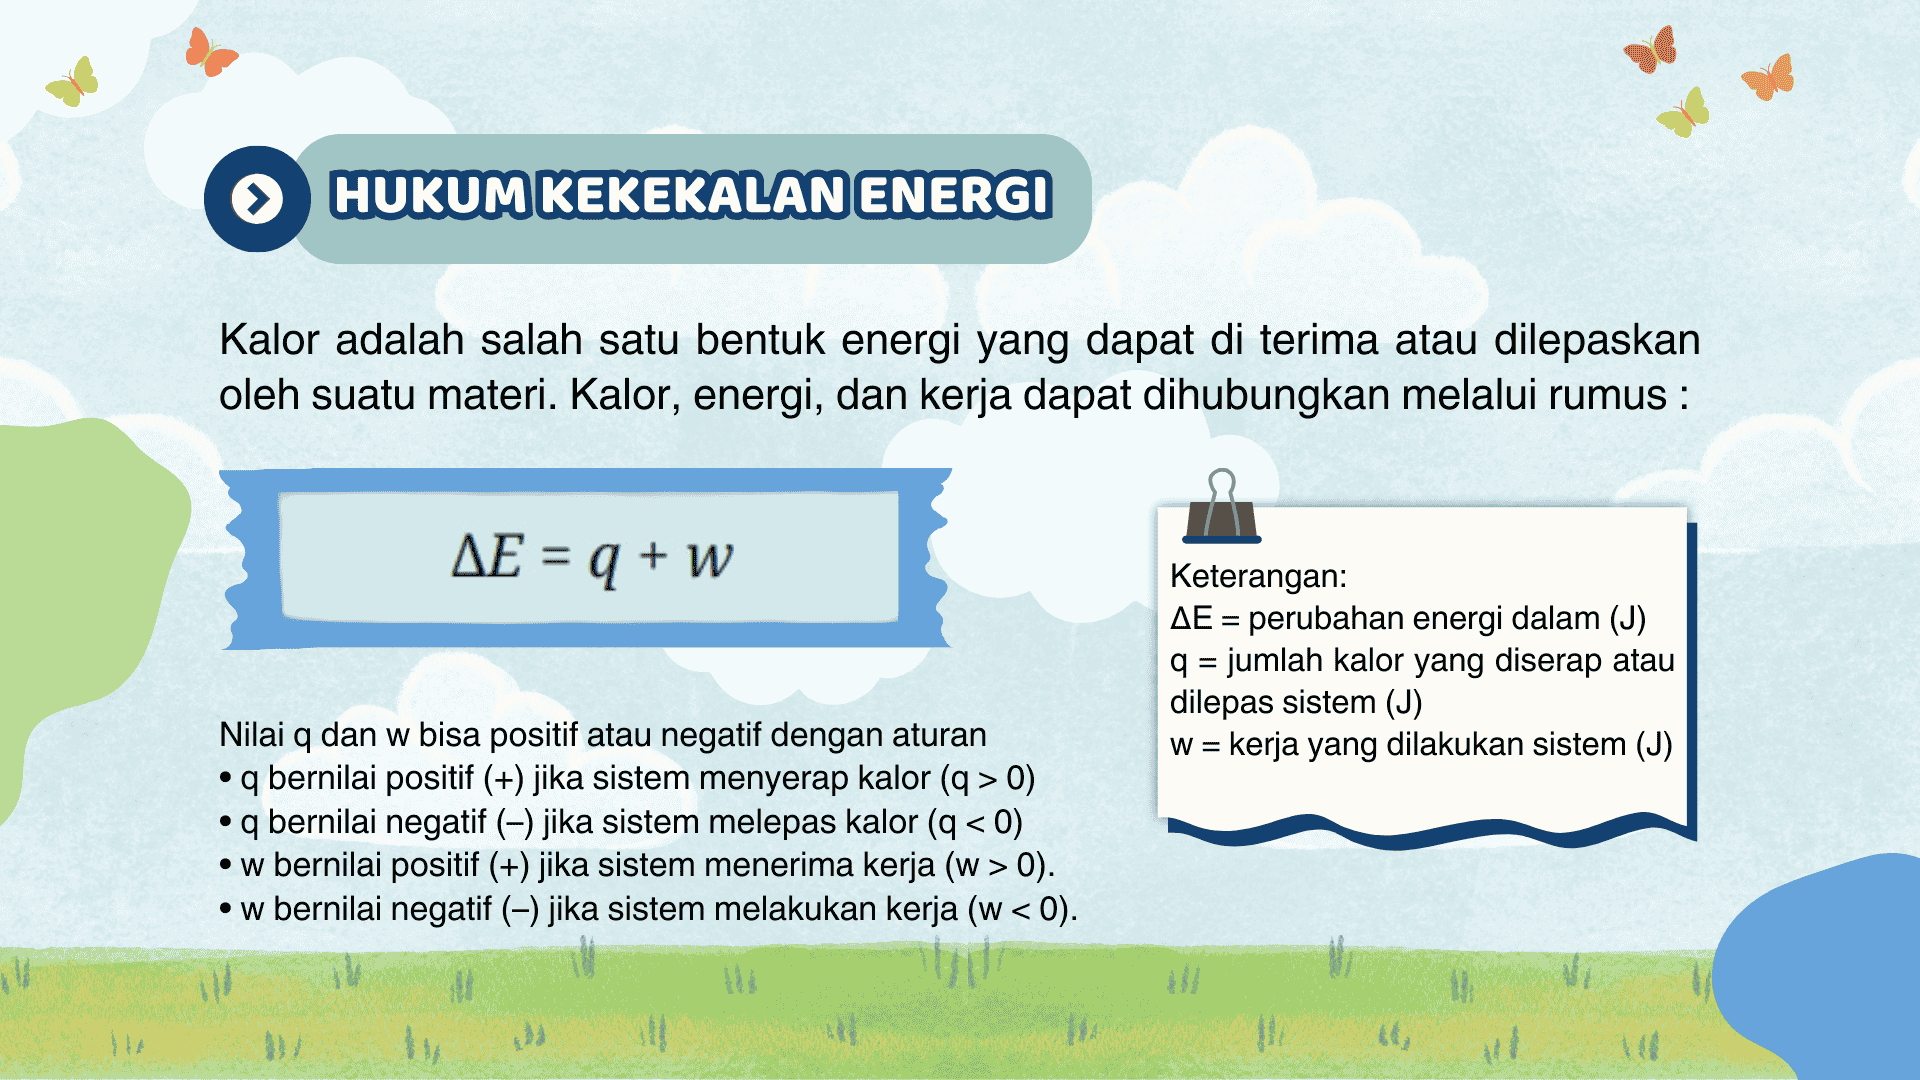 HUKUM KEKEKALAN ENERGI
Kalor adalah salah satu bentuk energi yang dapat di terima atau dilepaskan
oleh suatu materi. Kalor, energi, dan kerja dapat dihubungkan melalui rumus :
ΔE = q + w
Keterangan:
ΔE = perubahan energi dalam (J)
q = jumlah kalor yang diserap atau
dilepas sistem (J)
w = kerja yang dilakukan sistem (J)
Nilai q dan w bisa positif atau negatif dengan aturan
• q bernilai positif (+) jika sistem menyerap kalor (q > 0)
• q bernilai negatif (–) jika sistem melepas kalor (q < 0)
• w bernilai positif (+) jika sistem menerima kerja (w > 0).
• w bernilai negatif (–) jika sistem melakukan kerja (w < 0).